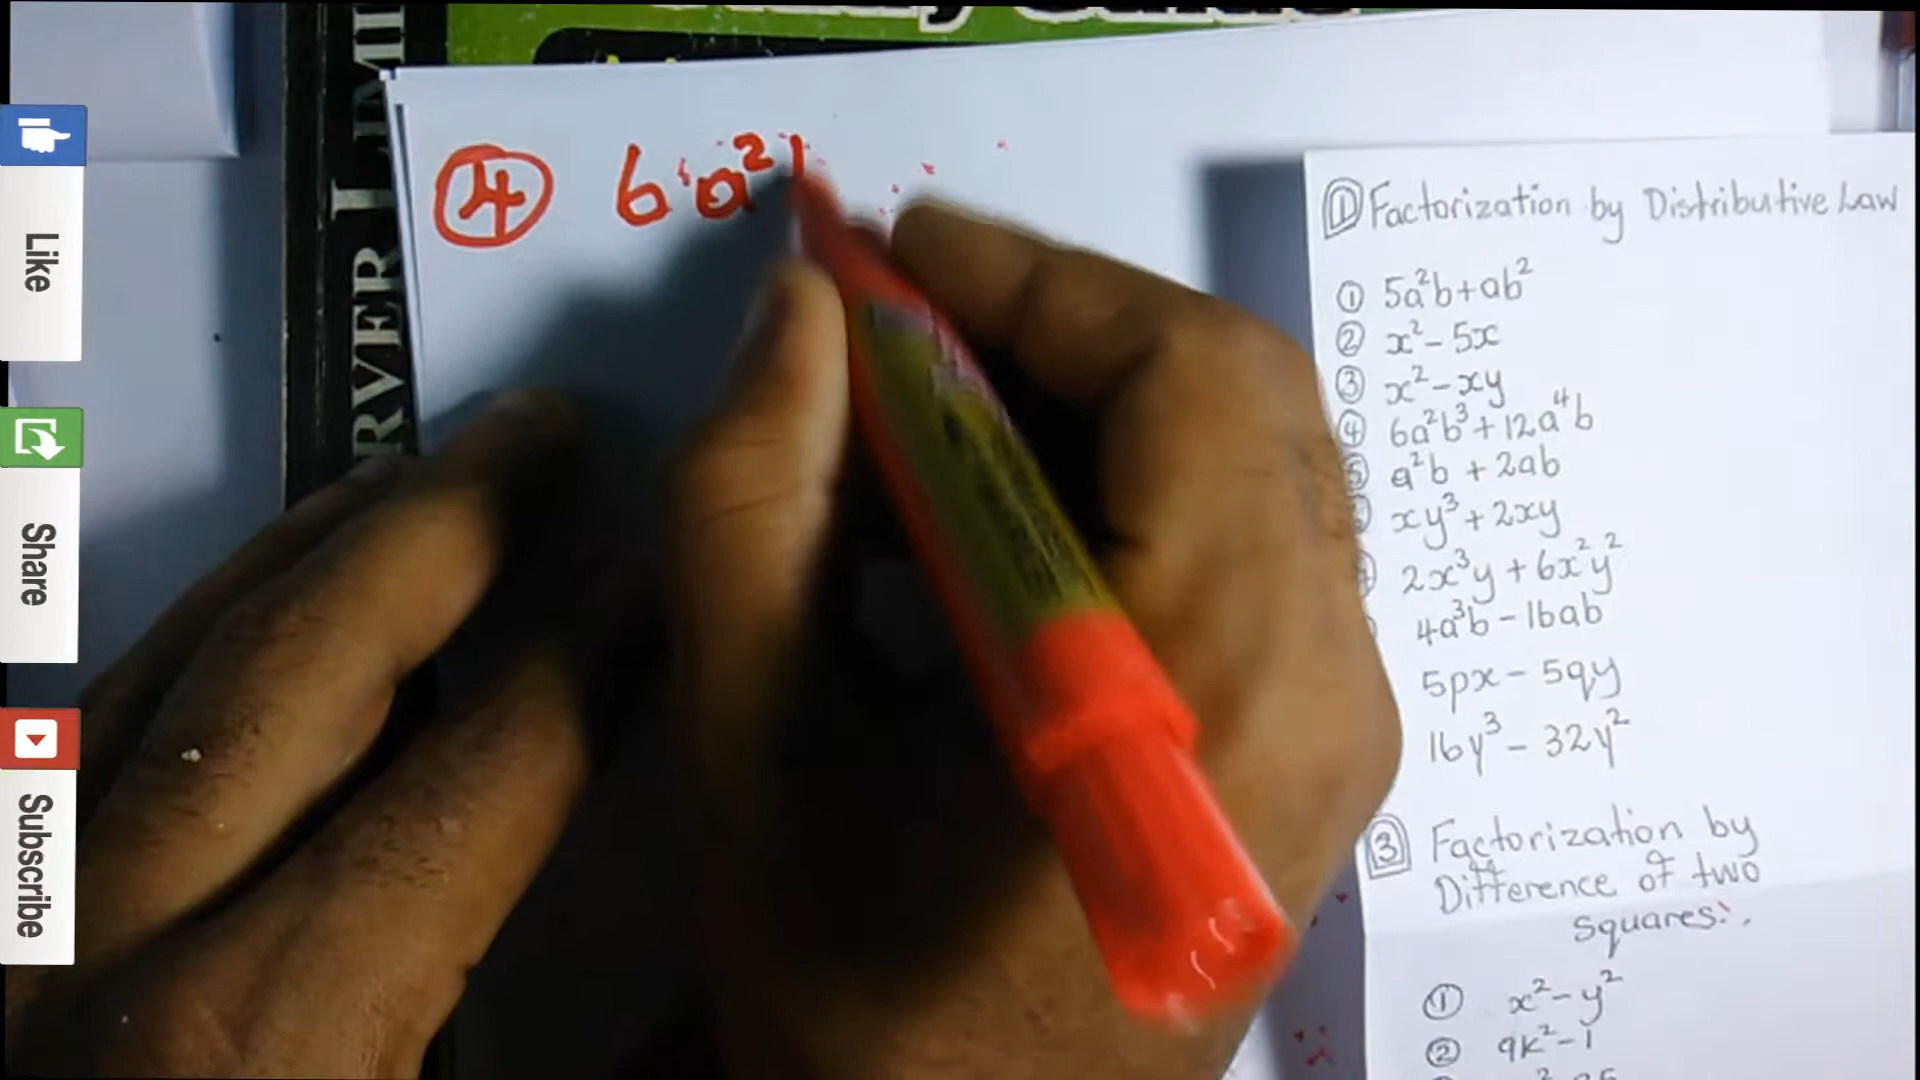 Like
Share
Subscribe
RVER
④ 6a²
① Factorization by Distributive Law
① 5a²b+ab²
② x²-5x
③ x²-xy
④ 6a²b³+12a⁴b
a²b + 2ab
xy³+2xy
2x³y+6x²y²
4a³b-16ab
5px-5qy
16y³-32y²
3 Factorization by
Difference of two
squares:.
① x²-y²
② 9k²-1